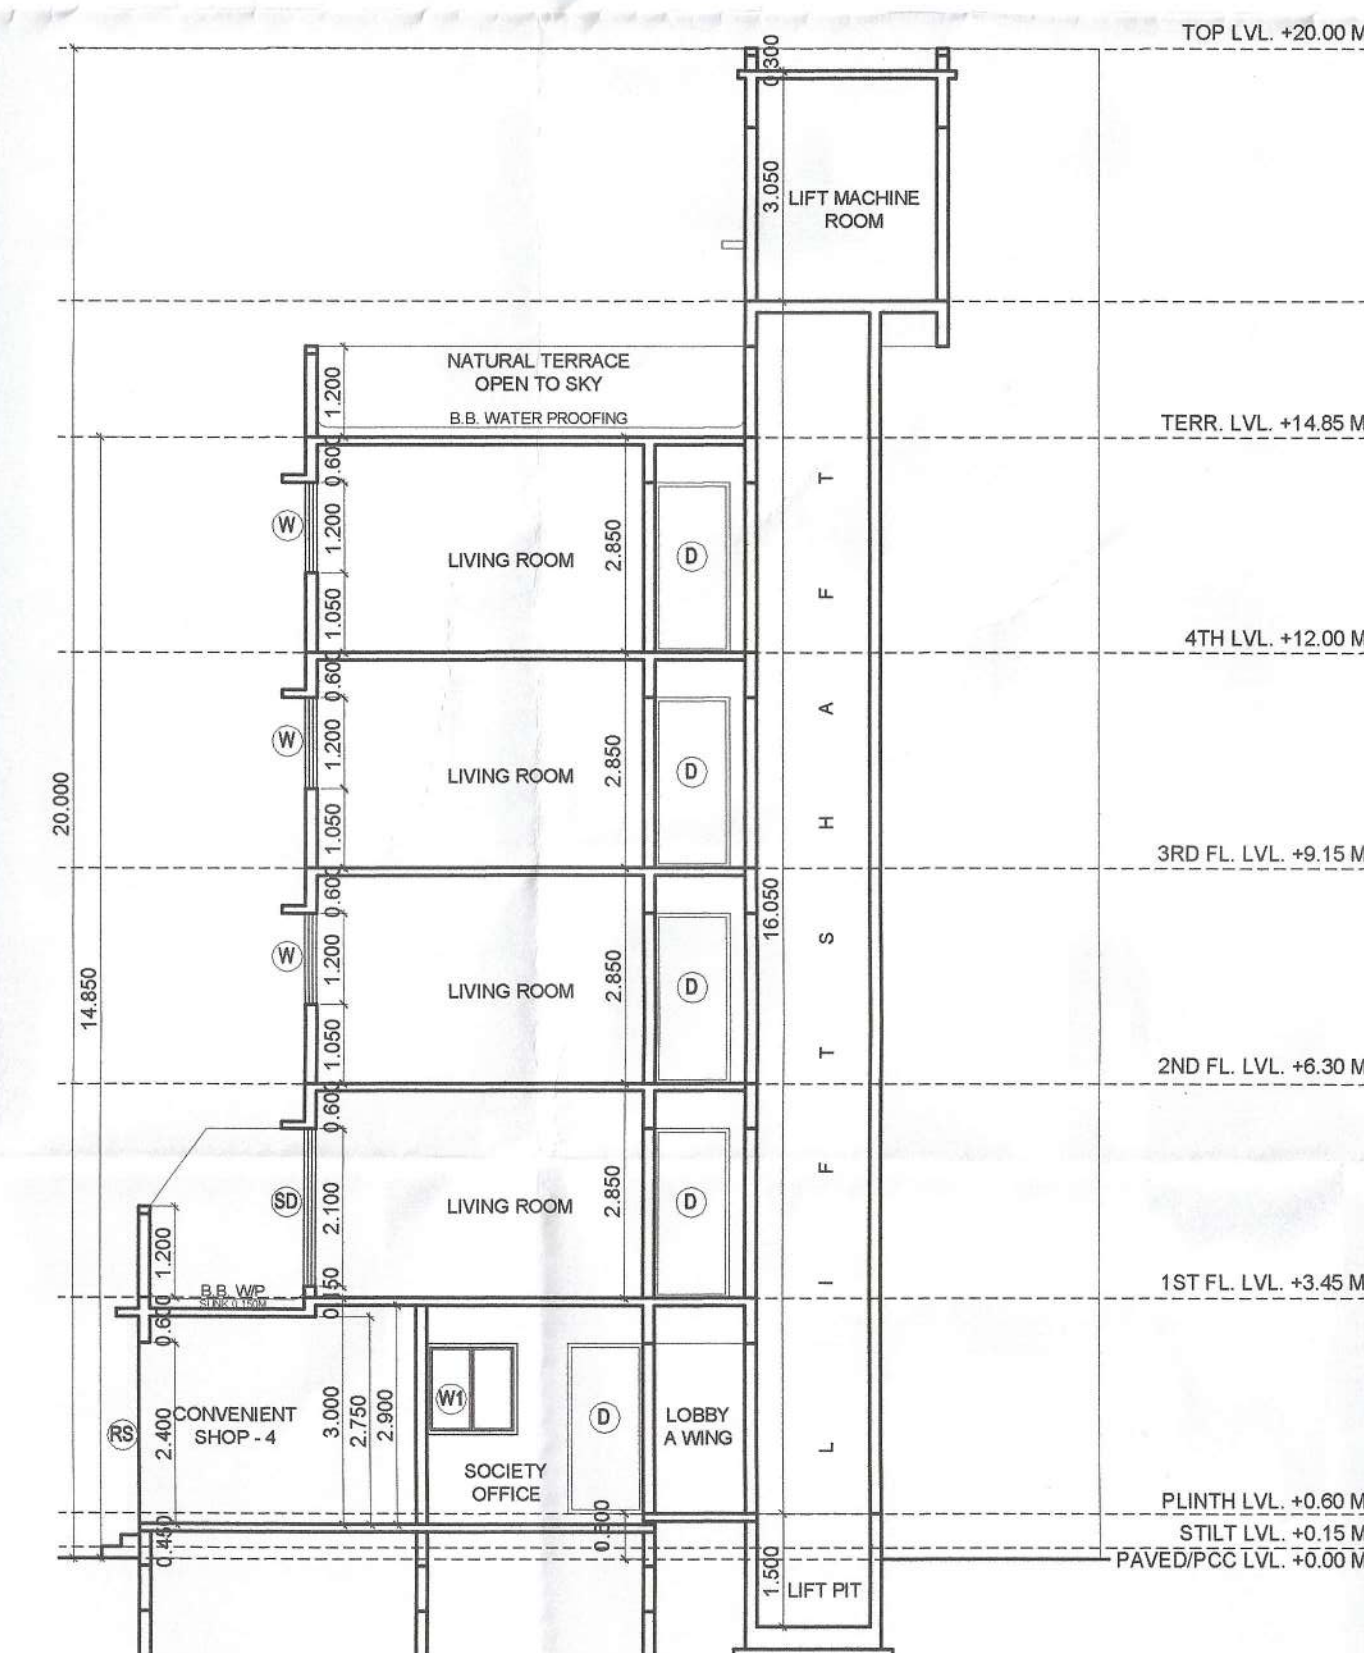 TOP LVL. +20.00 M
0.300
3.050
LIFT MACHINE
ROOM
NATURAL TERRACE
OPEN TO SKY
1.200
B.B. WATER PROOFING
TERR. LVL. +14.85 M
0.600
W
1.200
LIVING ROOM
2.850
D
1.050
4TH LVL. +12.00 M
0.600
W
1.200
LIVING ROOM
2.850
D
1.050
20.000
3RD FL. LVL. +9.15 M
0.600
16.050
W
1.200
LIVING ROOM
2.850
D
14.850
1.050
2ND FL. LVL. +6.30 M
0.600
SD
2.100
LIVING ROOM
2.850
D
1.200
B.B. W/P
SUNK 0.150M
0.150
1ST FL. LVL. +3.45 M
0.600
L I F T S H A F T
RS
2.400
CONVENIENT
SHOP - 4
3.000
2.750
2.900
W1
D
LOBBY
A WING
SOCIETY
OFFICE
PLINTH LVL. +0.60 M
STILT LVL. +0.15 M
PAVED/PCC LVL. +0.00 M
0.450
1.500
LIFT PIT